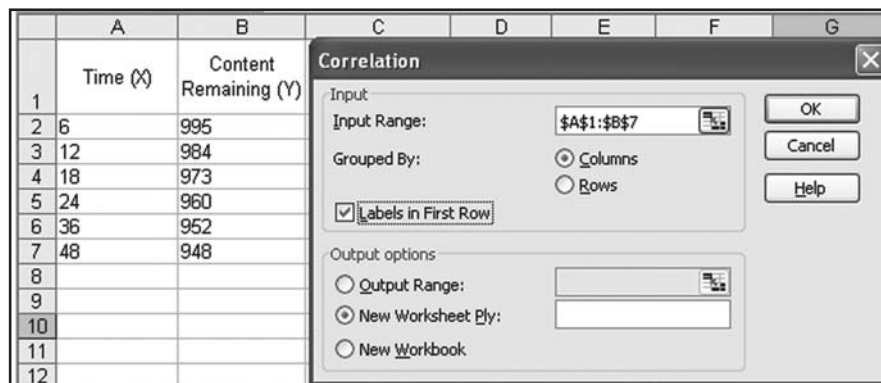 A B C D E F G
1 Time (X) Content Remaining (Y)
2 6 995
3 12 984
4 18 973
5 24 960
6 36 952
7 48 948
8
9
10
11
12
Correlation
Input
Input Range: $A$1:$B$7
Grouped By: Columns
Rows
Labels in First Row
Output options
Output Range:
New Worksheet Ply:
New Workbook
OK
Cancel
Help